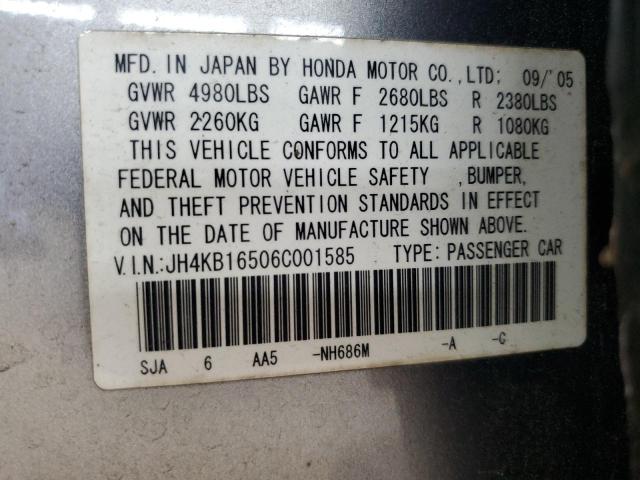 MFD. IN JAPAN BY HONDA MOTOR CO.,LTD; 09/'05
GVWR 4980LBS GAWR F 2680LBS R 2380LBS
GVWR 2260KG GAWR F 1215KG R 1080KG
THIS VEHICLE CONFORMS TO ALL APPLICABLE
FEDERAL MOTOR VEHICLE SAFETY ,BUMPER,
AND THEFT PREVENTION STANDARDS IN EFFECT
ON THE DATE OF MANUFACTURE SHOWN ABOVE.
V.I.N.:JH4KB16506C001585 TYPE: PASSENGER CAR
SJA 6 AA5 -NH686M -A -C